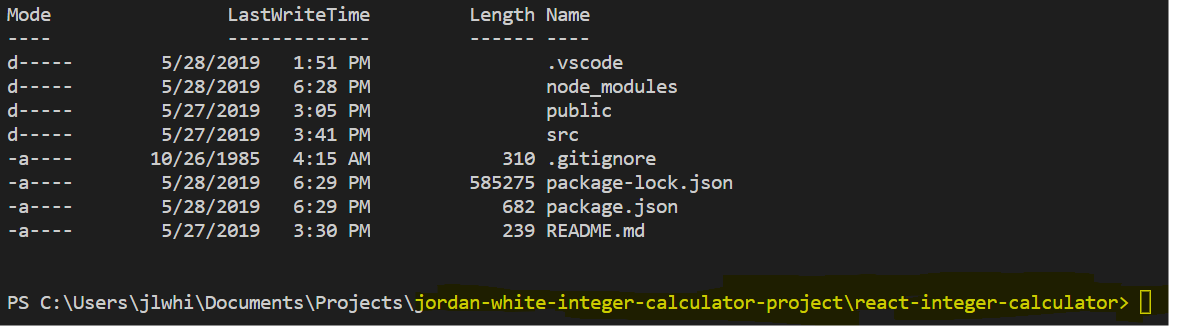 Mode                LastWriteTime         Length Name
----                -------------         ------ ----
d-----        5/28/2019   1:51 PM                .vscode
d-----        5/28/2019   6:28 PM                node_modules
d-----        5/27/2019   3:05 PM                public
d-----        5/27/2019   3:41 PM                src
-a----       10/26/1985   4:15 AM            310 .gitignore
-a----        5/28/2019   6:29 PM         585275 package-lock.json
-a----        5/28/2019   6:29 PM            682 package.json
-a----        5/27/2019   3:30 PM            239 README.md
PS C:\Users\jlwhi\Documents\Projects\jordan-white-integer-calculator-project\react-integer-calculator>